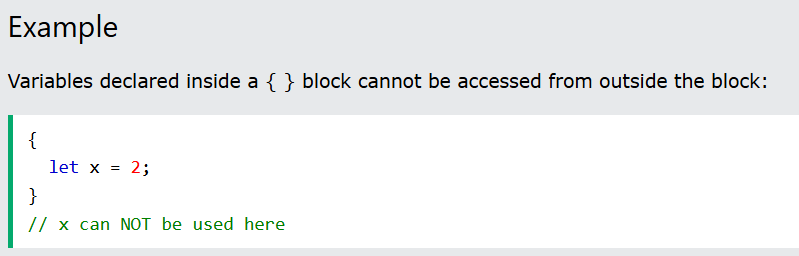 Example
Variables declared inside a { } block cannot be accessed from outside the block:
{
  let x = 2;
}
// x can NOT be used here